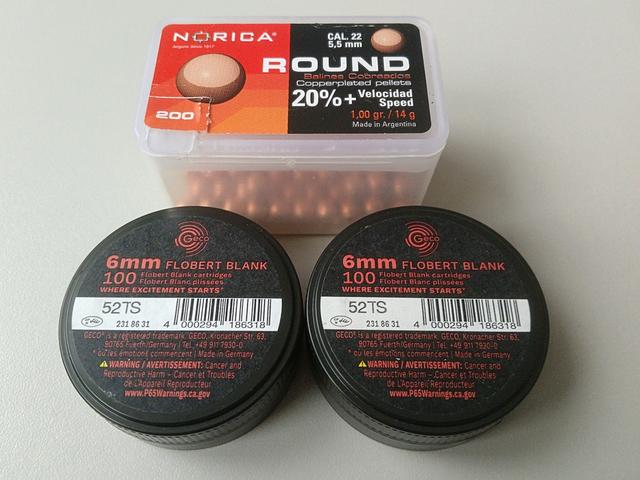 NORICA®
Argenta desde 1917
CAL. 22
5,5 mm
ROUND
Balines Cobreados
Copperplated pellets
20%+ Velocidad
Speed
200
1,00 gr. / 14 g
Made in Argentina
Geco
6mm FLOBERT BLANK
100 Flobert Blank cartridges
Flobert Blanc plissées
WHERE EXCITEMENT STARTS*
52TS
231 86 31
4 000294 186318
GECO® is a registered trademark. GECO, Kronacher Str. 63,
90765 Fuerth/Germany | Tel. +49 911 7930-0
* où les émotions commencent | Made in Germany
WARNING / AVERTISSEMENT: Cancer and
Reproductive Harm – Cancer et Troubles
de L'Appareil Reproducteur
www.P65Warnings.ca.gov
Geco
6mm FLOBERT BLANK
100 Flobert Blank cartridges
Flobert Blanc plissées
WHERE EXCITEMENT STARTS*
52TS
231 86 31
4 000294 186318
GECO® is a registered trademark. GECO, Kronacher Str. 63,
90765 Fuerth/Germany | Tel. +49 911 7930-0
* où les émotions commencent | Made in Germany
WARNING / AVERTISSEMENT: Cancer and
Reproductive Harm – Cancer et Troubles
de L'Appareil Reproducteur
www.P65Warnings.ca.gov